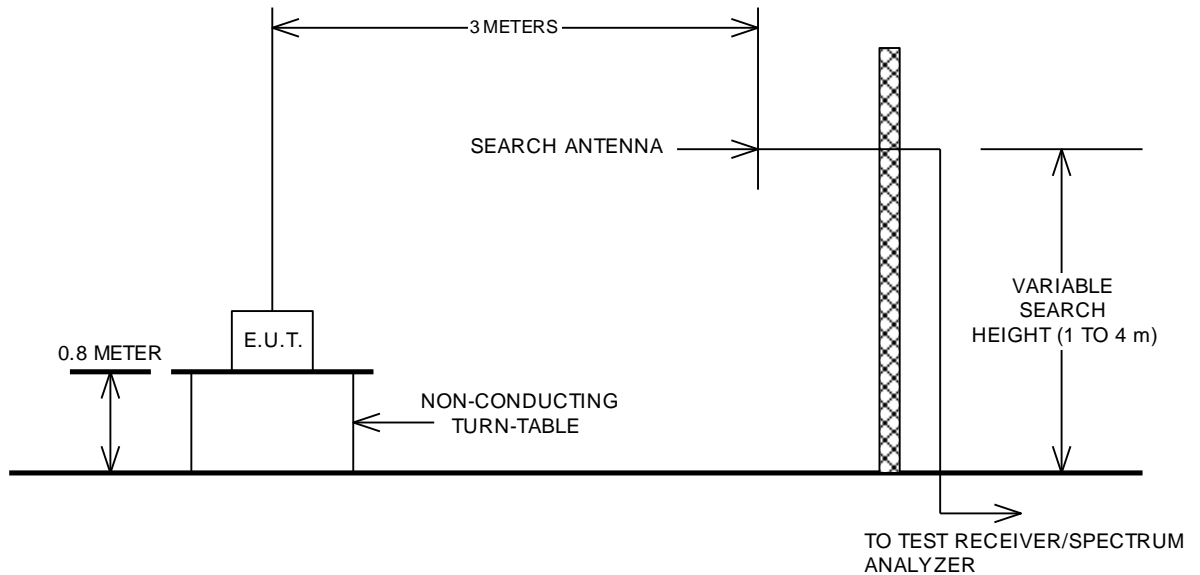 3 METERS
SEARCH ANTENNA
VARIABLE
SEARCH
HEIGHT (1 TO 4 m)
E.U.T.
0.8 METER
NON-CONDUCTING
TURN-TABLE
TO TEST RECEIVER/SPECTRUM
ANALYZER